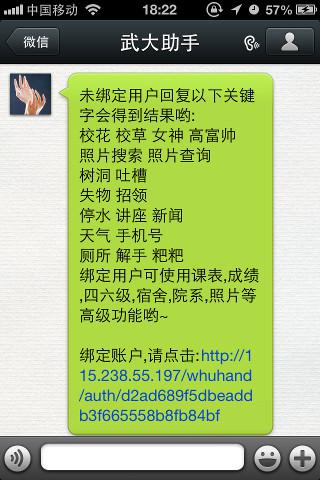 中国移动 18:22 57%
微信 武大助手
未绑定用户回复以下关键
字会得到结果哟:
校花 校草 女神 高富帅
照片搜索 照片查询
树洞 吐槽
失物 招领
停水 讲座 新闻
天气 手机号
厕所 解手 粑粑
绑定用户可使用课表,成绩
,四六级,宿舍,院系,照片等
高级功能哟~
绑定账户,请点击:http://1
15.238.55.197/whuhand
/auth/d2ad689f5dbeadd
b3f665558b8fb84bf